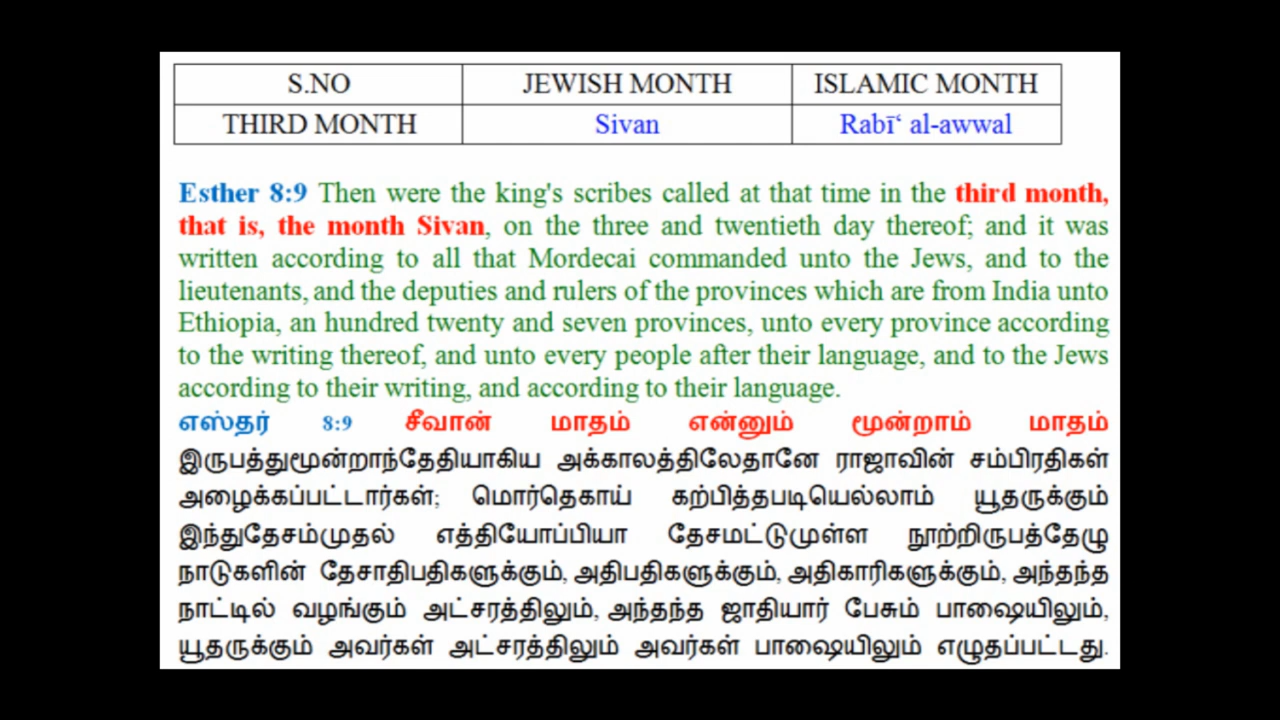 S.NO JEWISH MONTH ISLAMIC MONTH
THIRD MONTH Sivan Rabī‘ al-awwal
Esther 8:9 Then were the king's scribes called at that time in the third month,
that is, the month Sivan, on the three and twentieth day thereof; and it was
written according to all that Mordecai commanded unto the Jews, and to the
lieutenants, and the deputies and rulers of the provinces which are from India unto
Ethiopia, an hundred twenty and seven provinces, unto every province according
to the writing thereof, and unto every people after their language, and to the Jews
according to their writing, and according to their language.
எஸ்தர் 8:9 சீவான் மாதம் என்னும் மூன்றாம் மாதம்
இருபத்துமூன்றாந்தேதியாகிய அக்காலத்திலேதானே ராஜாவின் சம்பிரதிகள்
அழைக்கப்பட்டார்கள்; மொர்தெகாய் கற்பித்தபடியெல்லாம் யூதருக்கும்
இந்துதேசம்முதல் எத்தியோப்பியா தேசமட்டுமுள்ள நூற்றிருபத்தேழு
நாடுகளின் தேசாதிபதிகளுக்கும், அதிபதிகளுக்கும், அதிகாரிகளுக்கும், அந்தந்த
நாட்டில் வழங்கும் அட்சரத்திலும், அந்தந்த ஜாதியார் பேசும் பாஷையிலும்,
யூதருக்கும் அவர்கள் அட்சரத்திலும் அவர்கள் பாஷையிலும் எழுதப்பட்டது.